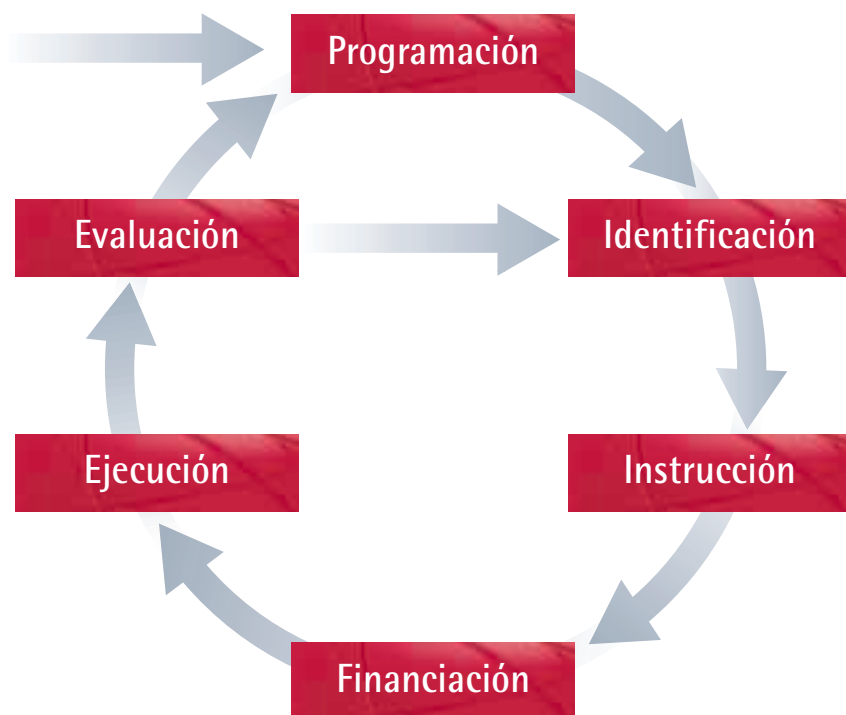 Programación
Evaluación
Identificación
Ejecución
Instrucción
Financiación